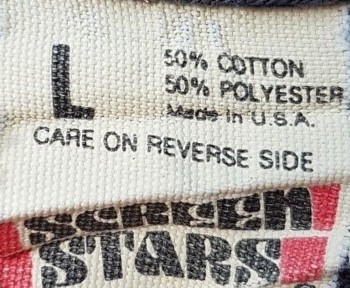 L
50% COTTON
50% POLYESTER
Made in U.S.A.
CARE ON REVERSE SIDE
SCREEN
STARS